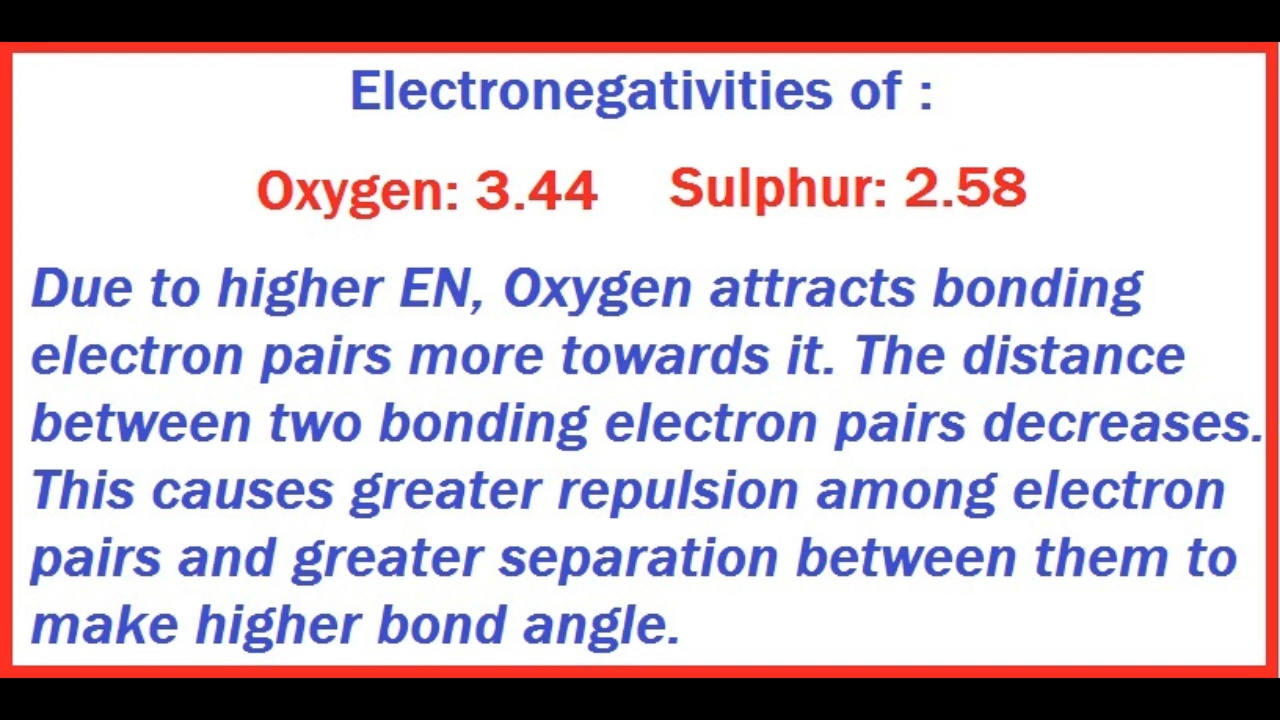 Electronegativities of :
Oxygen: 3.44 Sulphur: 2.58
Due to higher EN, Oxygen attracts bonding
electron pairs more towards it. The distance
between two bonding electron pairs decreases.
This causes greater repulsion among electron
pairs and greater separation between them to
make higher bond angle.